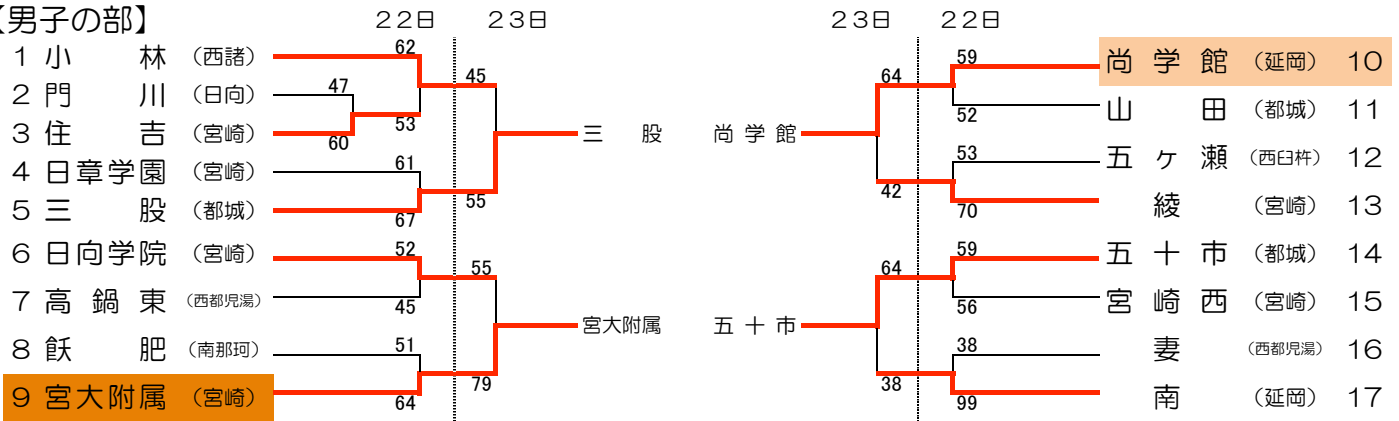 【男子の部】 22日 23日 23日 22日
1 小林 (西諸) 62 45 64 59 尚学館 (延岡) 10
2 門川 (日向) 47 52 山田 (都城) 11
3 住吉 (宮崎) 60 53 三股 尚学館
4 日章学園 (宮崎) 61 53 五ヶ瀬 (西臼杵) 12
5 三股 (都城) 67 55 42 70 綾 (宮崎) 13
6 日向学院 (宮崎) 52 55 64 59 五十市 (都城) 14
7 高鍋東 (西都児湯) 45 56 宮崎西 (宮崎) 15
宮大附属 五十市
8 飫肥 (南那珂) 51 38 妻 (西都児湯) 16
9 宮大附属 (宮崎) 64 79 38 99 南 (延岡) 17